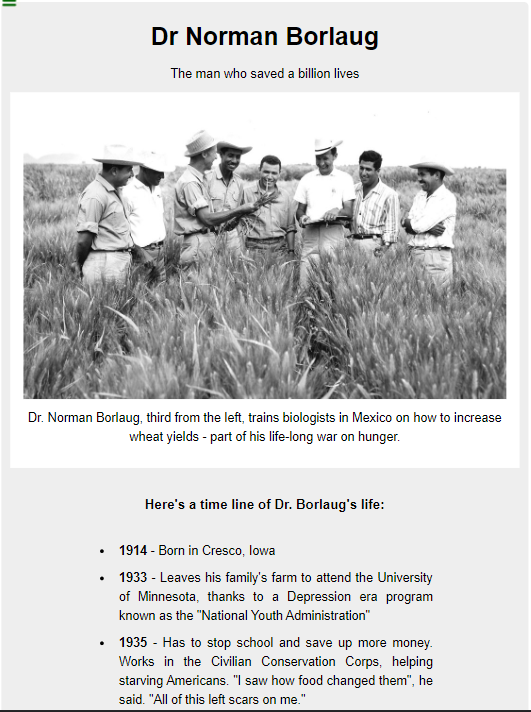 Dr Norman Borlaug
The man who saved a billion lives
Dr. Norman Borlaug, third from the left, trains biologists in Mexico on how to increase
wheat yields - part of his life-long war on hunger.
Here's a time line of Dr. Borlaug's life:
• 1914 - Born in Cresco, Iowa
• 1933 - Leaves his family's farm to attend the University
of Minnesota, thanks to a Depression era program
known as the "National Youth Administration"
• 1935 - Has to stop school and save up more money.
Works in the Civilian Conservation Corps, helping
starving Americans. "I saw how food changed them", he
said. "All of this left scars on me."